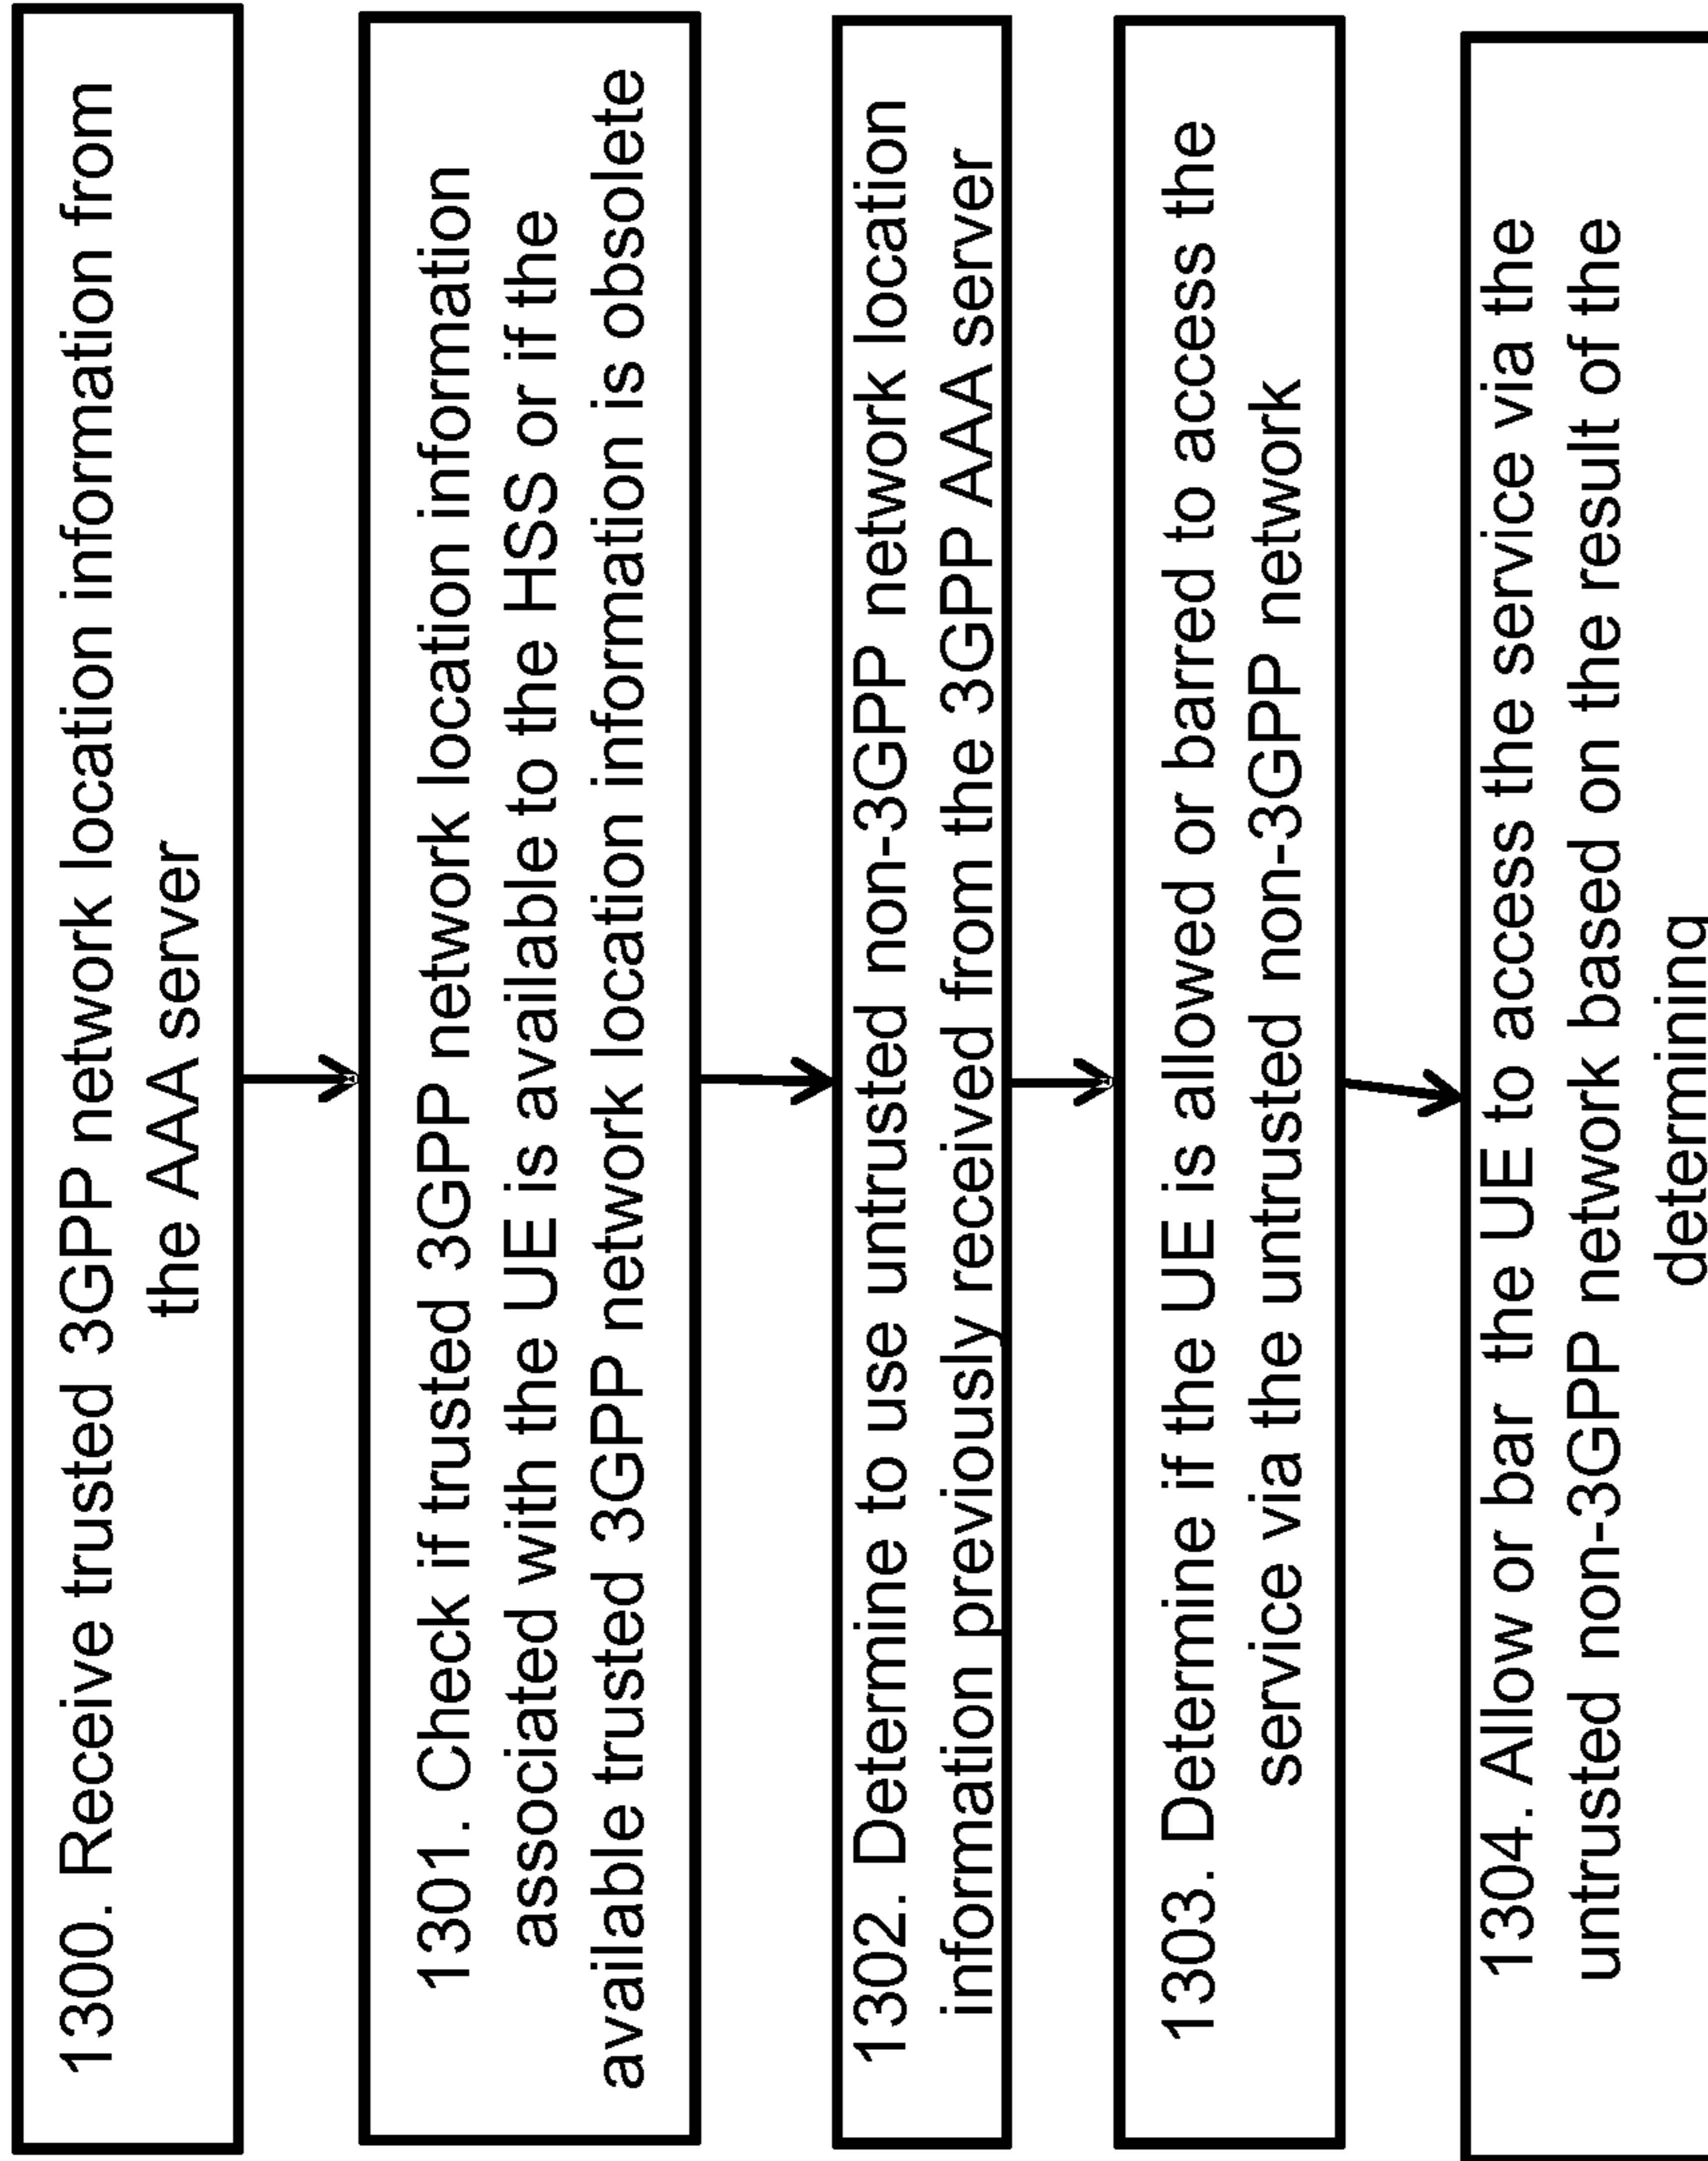 1300. Receive trusted 3GPP network location information from
the AAA server
1301. Check if trusted 3GPP network location information
associated with the UE is available to the HSS or if the
available trusted 3GPP network location information is obsolete
1302. Determine to use untrusted non-3GPP network location
information previously received from the 3GPP AAA server
1303. Determine if the UE is allowed or barred to access the
service via the untrusted non-3GPP network
1304. Allow or bar the UE to access the service via the
untrusted non-3GPP network based on the result of the
determining